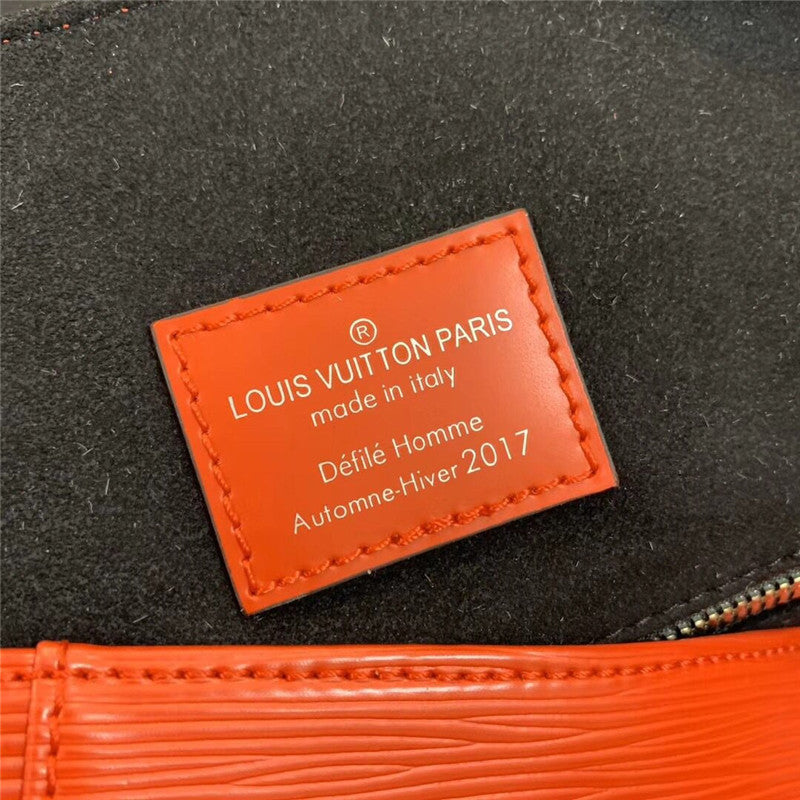 ®
LOUIS VUITTON PARIS
made in italy
Défilé Homme
Automne-Hiver 2017